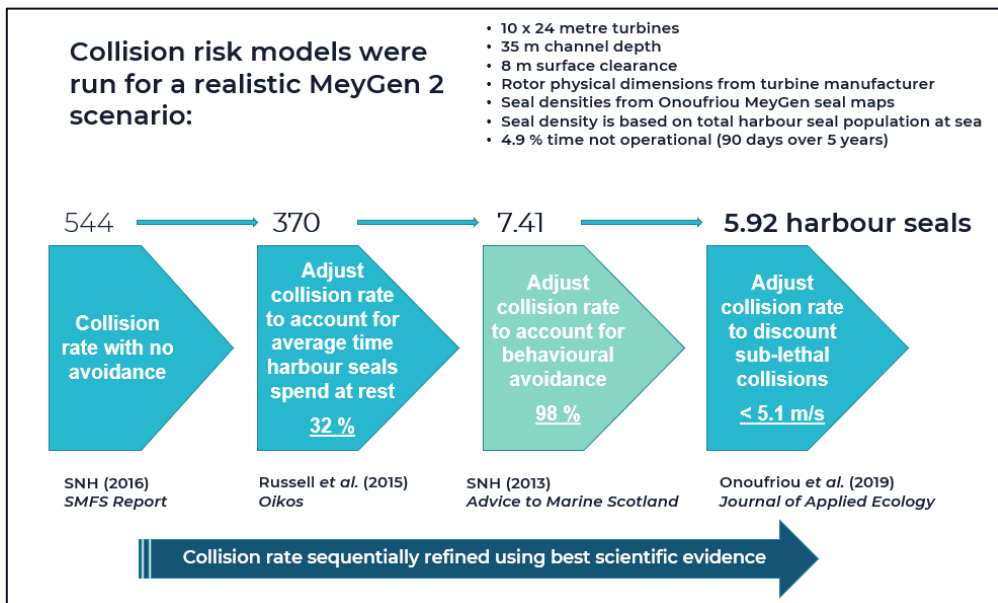 Collision risk models were
run for a realistic MeyGen 2
scenario:
• 10 x 24 metre turbines
• 35 m channel depth
• 8 m surface clearance
• Rotor physical dimensions from turbine manufacturer
• Seal densities from Onoufriou MeyGen seal maps
• Seal density is based on total harbour seal population at sea
• 4.9 % time not operational (90 days over 5 years)
544
370
7.41
5.92 harbour seals
Collision
rate with no
avoidance
Adjust
collision rate
to account for
average time
harbour seals
spend at rest
32 %
Adjust
collision rate
to account for
behavioural
avoidance
98 %
Adjust
collision rate
to discount
sub-lethal
collisions
< 5.1 m/s
SNH (2016)
SMFS Report
Russell et al. (2015)
Oikos
SNH (2013)
Advice to Marine Scotland
Onoufriou et al. (2019)
Journal of Applied Ecology
Collision rate sequentially refined using best scientific evidence